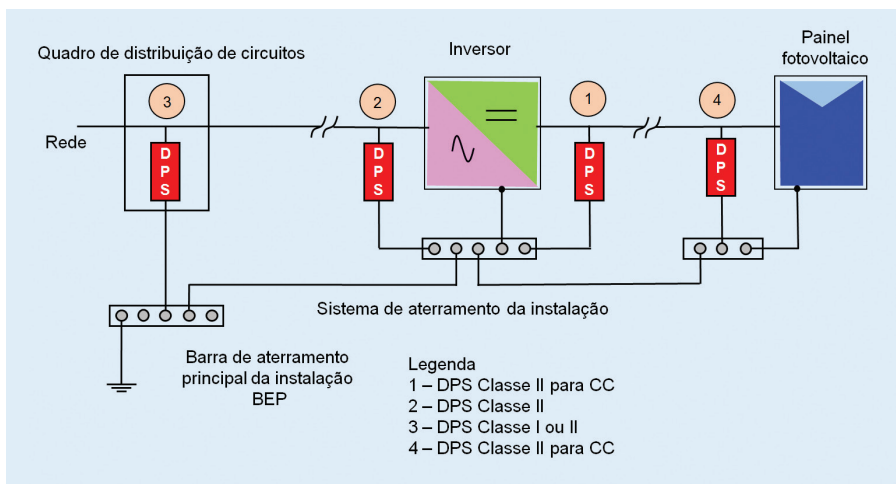 Quadro de distribuição de circuitos
Inversor
Painel
fotovoltaico
3
2
1
4
Rede
D
P
S
D
P
S
D
P
S
D
P
S
Sistema de aterramento da instalação
Barra de aterramento
principal da instalação
BEP
Legenda
1 – DPS Classe II para CC
2 – DPS Classe II
3 – DPS Classe I ou II
4 – DPS Classe II para CC